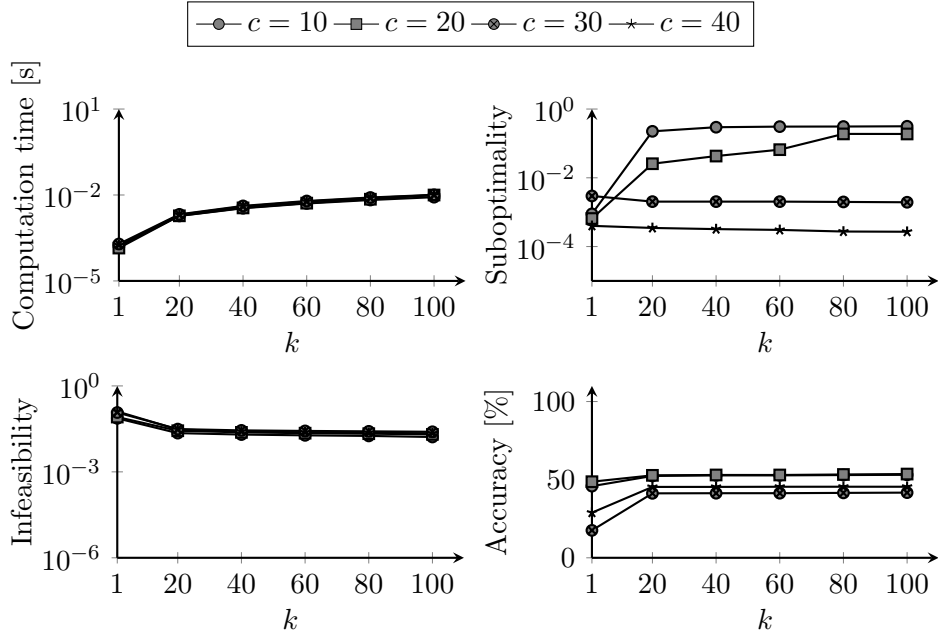 c = 10 c = 20 c = 30 c = 40
Computation time [s]
10^1
10^−2
10^−5
1 20 40 60 80 100
k
Suboptimality
10^0
10^−2
10^−4
1 20 40 60 80 100
k
Infeasibility
10^0
10^−3
10^−6
1 20 40 60 80 100
k
Accuracy [%]
100
50
0
1 20 40 60 80 100
k